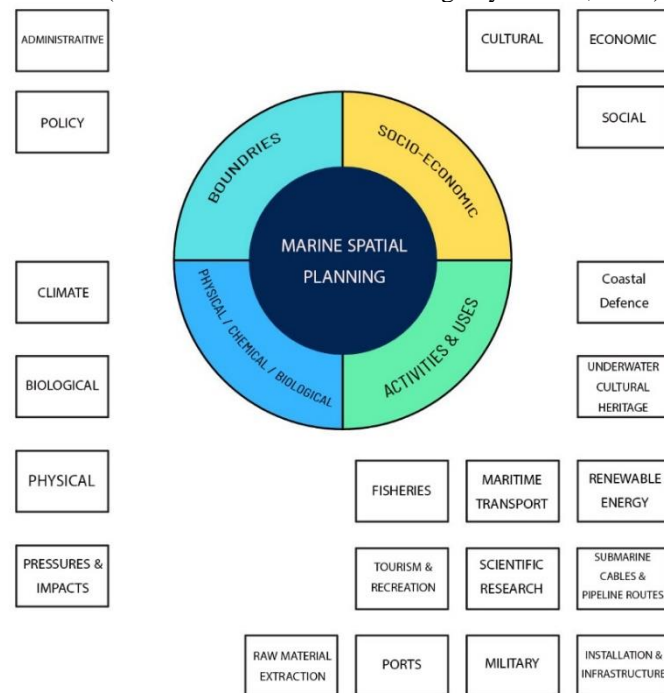 ADMINISTRAITIVE
CULTURAL
ECONOMIC
POLICY
SOCIAL
BOUNDRIES
SOCIO-ECONOMIC
MARINE SPATIAL
PLANNING
PHYSICAL / CHEMICAL / BIOLOGICAL
ACTIVITIES & USES
CLIMATE
Coastal
Defence
BIOLOGICAL
UNDERWATER
CULTURAL
HERITAGE
PHYSICAL
FISHERIES
MARITIME
TRANSPORT
RENEWABLE
ENERGY
PRESSURES &
IMPACTS
TOURISM &
RECREATION
SCIENTIFIC
RESEARCH
SUBMARINE
CABLES &
PIPELINE ROUTES
RAW MATERIAL
EXTRACTION
PORTS
MILITARY
INSTALLATION &
INFRASTRUCTURE